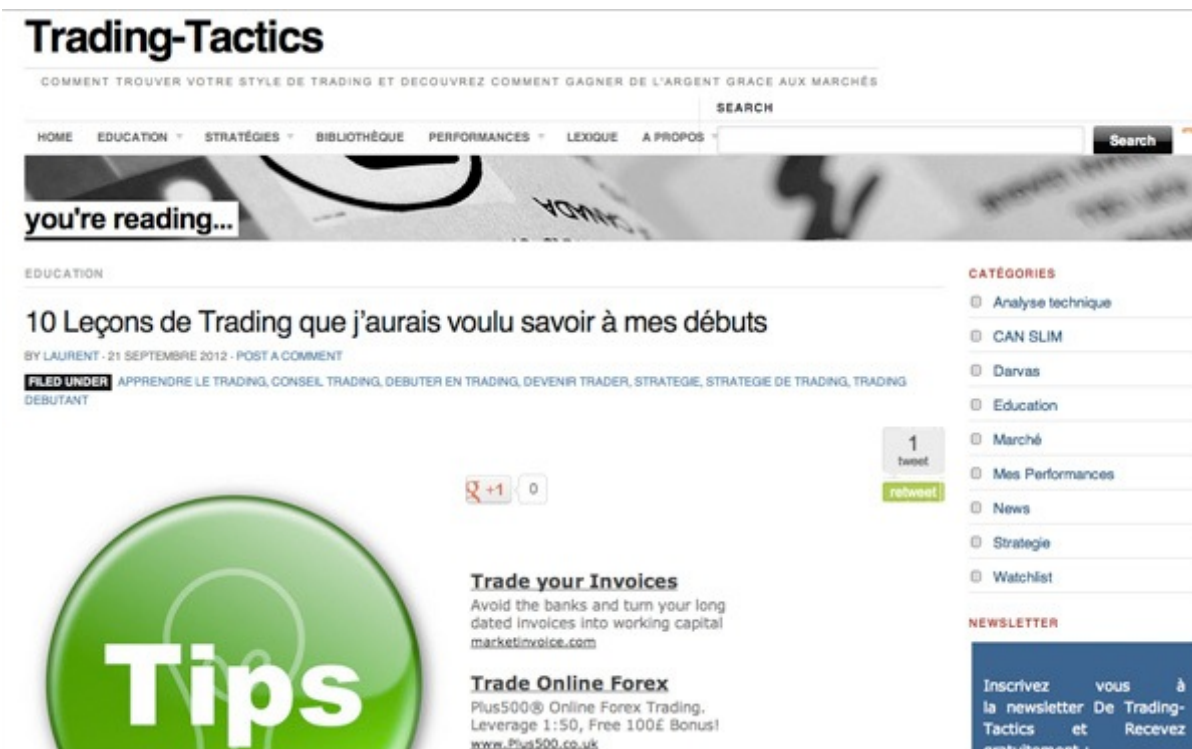 Trading-Tactics
COMMENT TROUVER VOTRE STYLE DE TRADING ET DECOUVREZ COMMENT GAGNER DE L'ARGENT GRACE AUX MARCHÉS
SEARCH
HOME EDUCATION STRATÉGIES BIBLIOTHÈQUE PERFORMANCES LEXIQUE A PROPOS
Search
CANADA
you're reading...
EDUCATION
10 Leçons de Trading que j'aurais voulu savoir à mes débuts
BY LAURENT - 21 SEPTEMBRE 2012 - POST A COMMENT
FILED UNDER APPRENDRE LE TRADING, CONSEIL TRADING, DEBUTER EN TRADING, DEVENIR TRADER, STRATEGIE, STRATEGIE DE TRADING, TRADING
DEBUTANT
1
tweet
retweet
g +1 0
Tips
Trade your Invoices
Avoid the banks and turn your long
dated invoices into working capital
marketinvoice.com
Trade Online Forex
Plus500® Online Forex Trading.
Leverage 1:50, Free 100£ Bonus!
www.Plus500.co.uk
CATÉGORIES
Analyse technique
CAN SLIM
Darvas
Education
Marché
Mes Performances
News
Strategie
Watchlist
NEWSLETTER
Inscrivez vous à
la newsletter De Trading-
Tactics et Recevez
gratuitement :